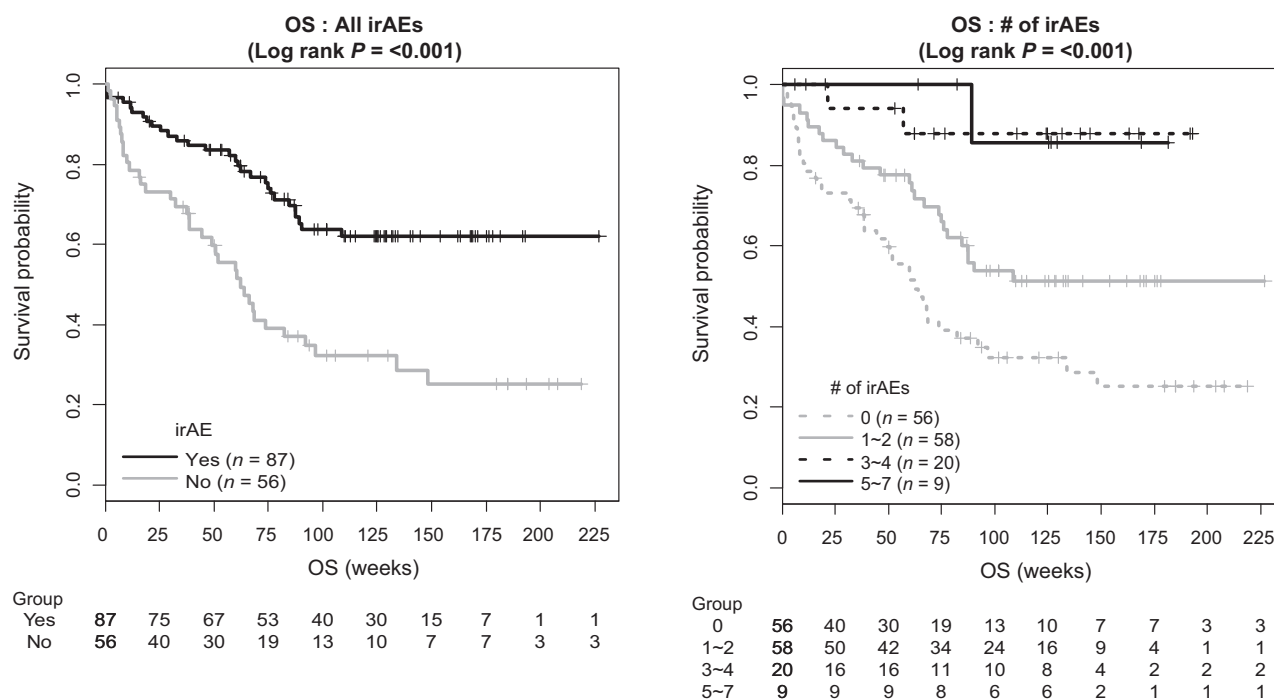 OS : All irAEs
(Log rank P = <0.001)
Survival probability
1.0
0.8
0.6
0.4
0.2
0.0
irAE
Yes (n = 87)
No (n = 56)
0 25 50 75 100 125 150 175 200 225
OS (weeks)
Group
Yes 87 75 67 53 40 30 15 7 1 1
No 56 40 30 19 13 10 7 7 3 3
OS : # of irAEs
(Log rank P = <0.001)
Survival probability
1.0
0.8
0.6
0.4
0.2
0.0
# of irAEs
0 (n = 56)
1~2 (n = 58)
3~4 (n = 20)
5~7 (n = 9)
0 25 50 75 100 125 150 175 200 225
OS (weeks)
Group
0 56 40 30 19 13 10 7 7 3 3
1~2 58 50 42 34 24 16 9 4 1 1
3~4 20 16 16 11 10 8 4 2 2 2
5~7 9 9 9 8 6 6 2 1 1 1